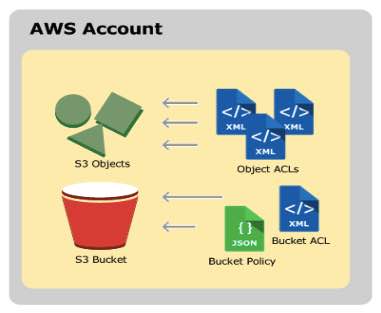 AWS Account
</>
XML
</>
XML
</>
XML
S3 Objects
Object ACLs
</>
XML
{ }
JSON
Bucket ACL
S3 Bucket
Bucket Policy